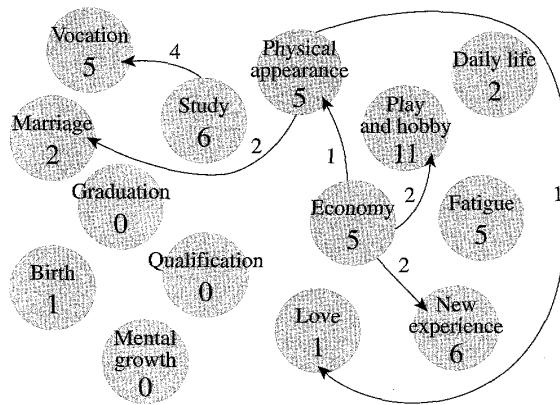 Vocation
5
4
Study
6
Physical
appearance
5
Daily life
2
Marriage
2
2
Play
and hobby
11
1
Graduation
0
Economy
5
2
Fatigue
5
1
Birth
1
Qualification
0
2
Love
1
New
experience
6
Mental
growth
0